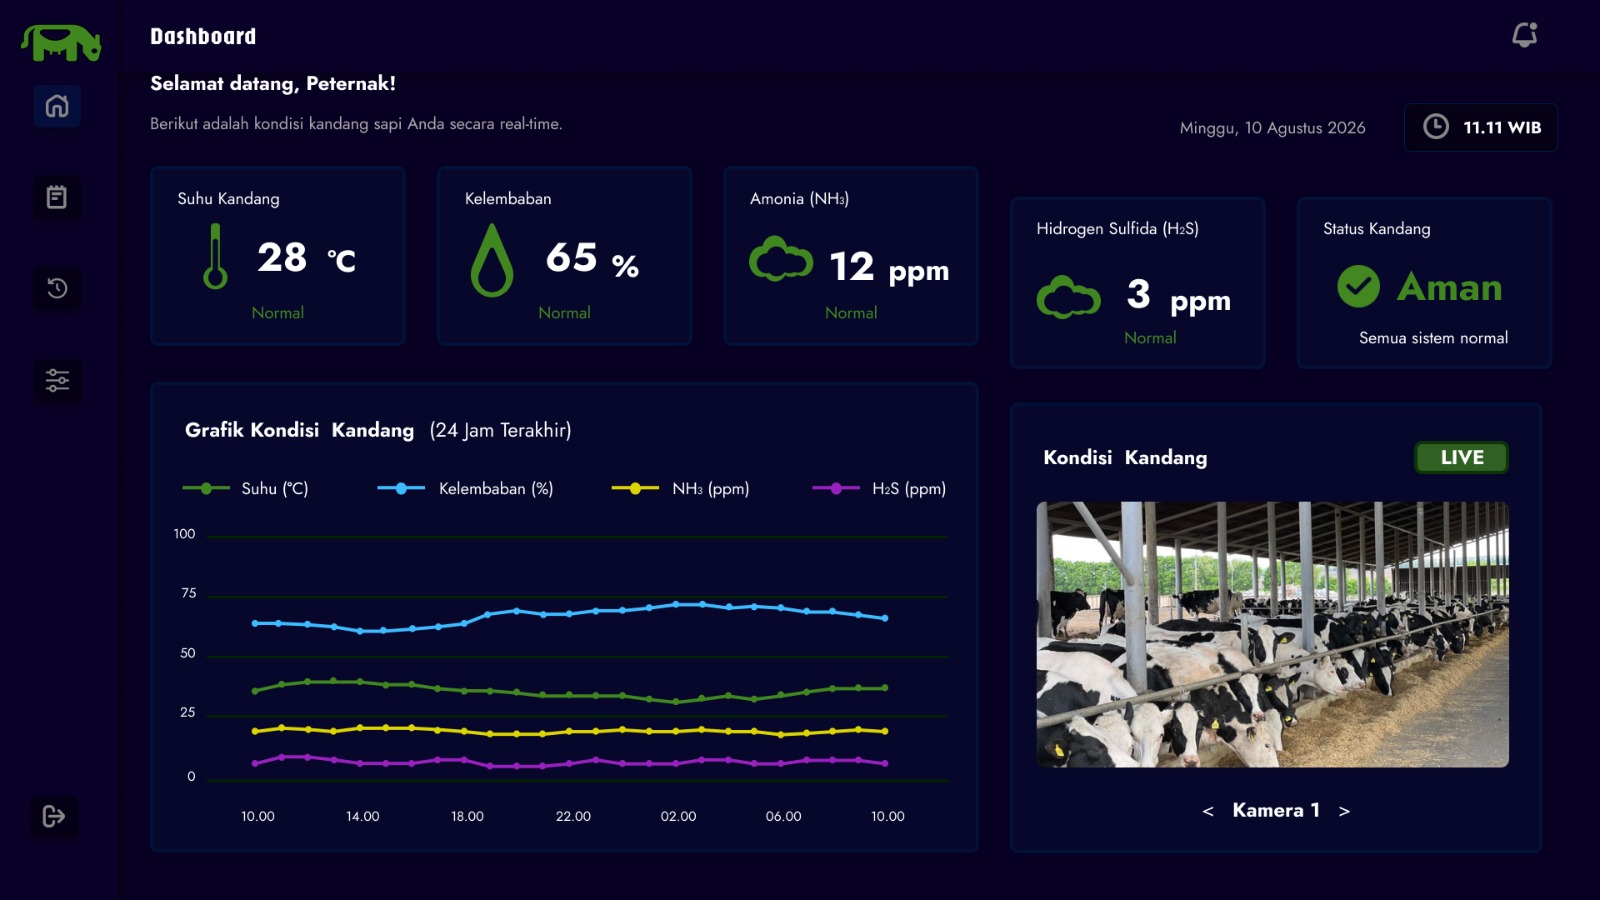 Dashboard
Selamat datang, Peternak!
Berikut adalah kondisi kandang sapi Anda secara real-time.
Minggu, 10 Agustus 2026
11.11 WIB
Suhu Kandang
28 °C
Normal
Kelembaban
65 %
Normal
Amonia (NH₃)
12 ppm
Normal
Hidrogen Sulfida (H₂S)
3 ppm
Normal
Status Kandang
Aman
Semua sistem normal
Grafik Kondisi Kandang (24 Jam Terakhir)
Suhu (°C) Kelembaban (%) NH₃ (ppm) H₂S (ppm)
100
75
50
25
0
10.00 14.00 18.00 22.00 02.00 06.00 10.00
Kondisi Kandang
LIVE
< Kamera 1 >